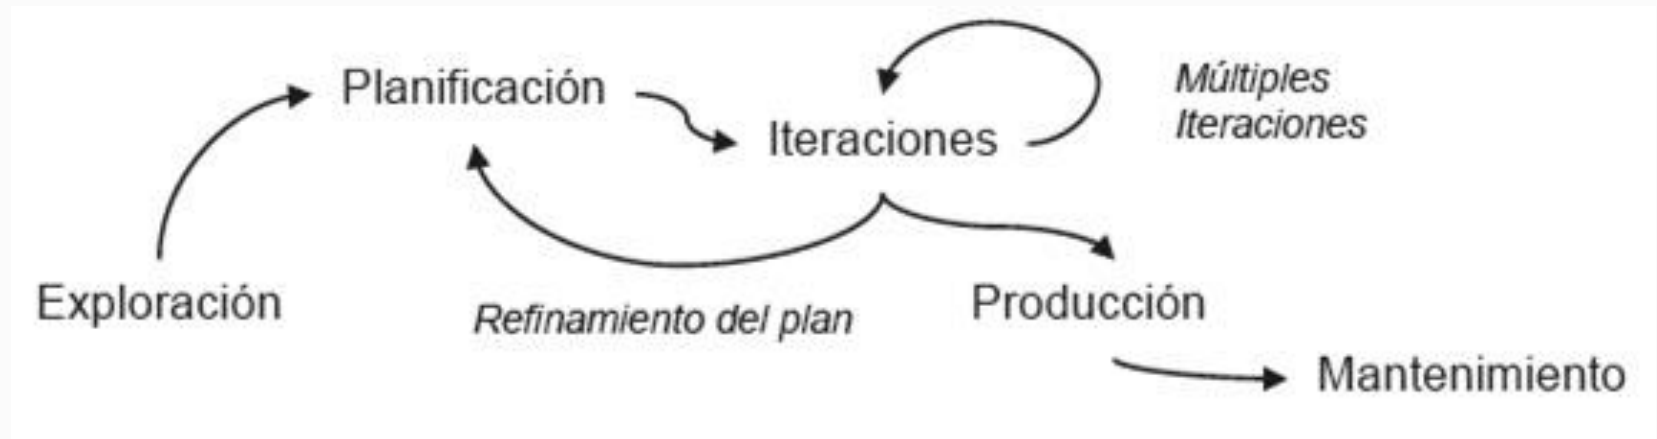 Planificación
Múltiples
Iteraciones
Iteraciones
Exploración
Refinamiento del plan
Producción
Mantenimiento